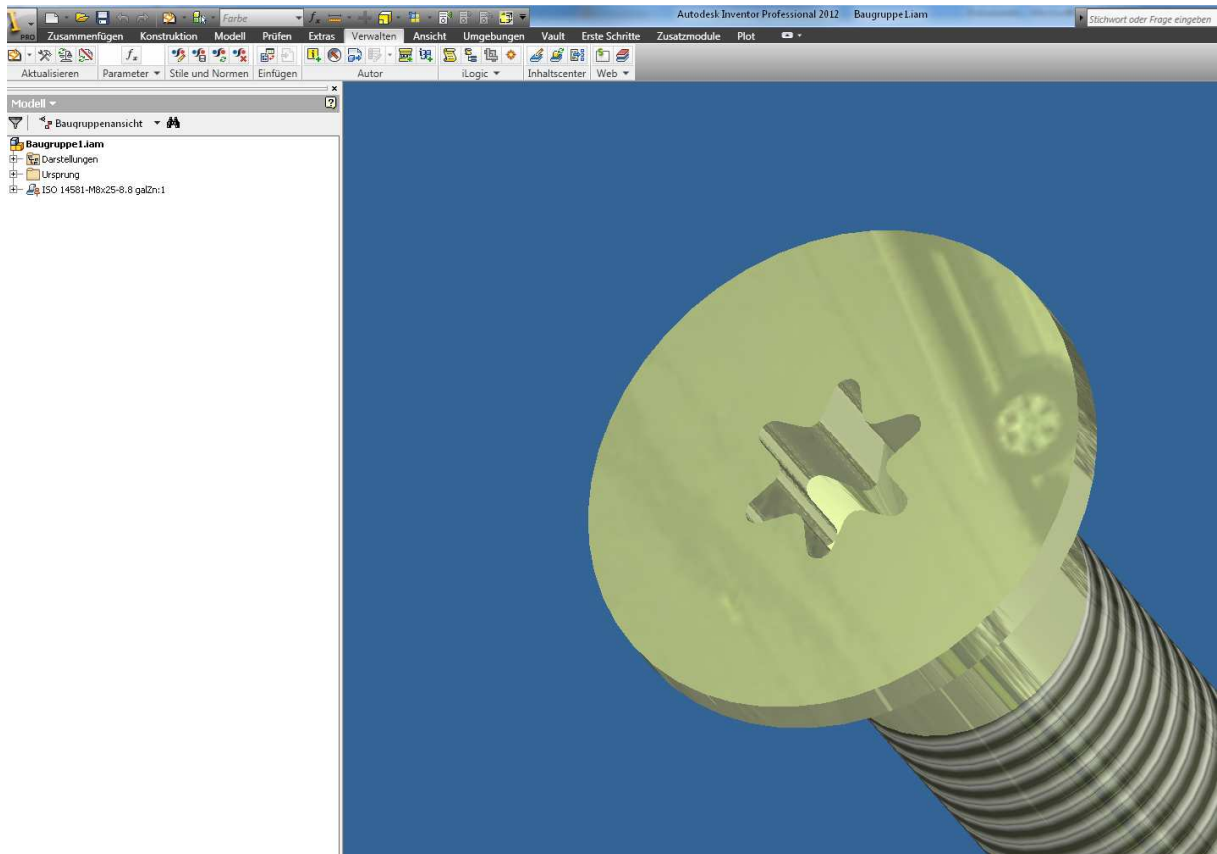 Farbe
Autodesk Inventor Professional 2012 Baugruppe1.iam
Stichwort oder Frage eingeben
PRO
Zusammenfügen Konstruktion Modell Prüfen Extras Verwalten Ansicht Umgebungen Vault Erste Schritte Zusatzmodule Plot
Aktualisieren Parameter Stile und Normen Einfügen Autor iLogic Inhaltscenter Web
Modell
Baugruppenansicht
Baugruppe1.iam
Darstellungen
Ursprung
ISO 14581-M8x25-8.8 galZn:1